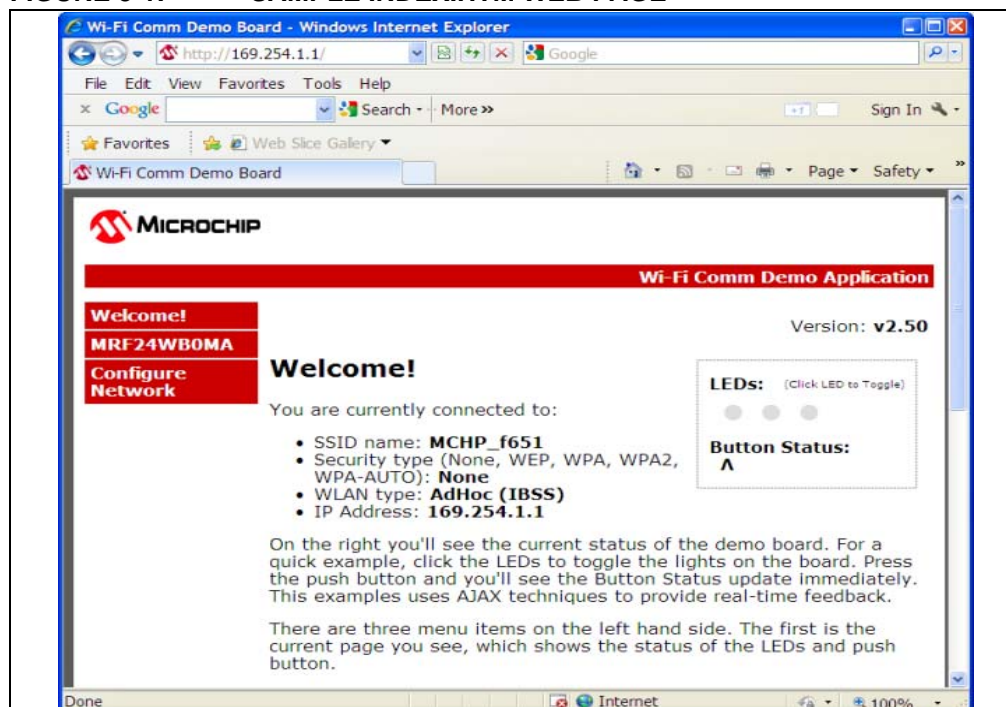 Wi-Fi Comm Demo Board - Windows Internet Explorer
http://169.254.1.1/
Google
File Edit View Favorites Tools Help
x Google
Search
More »
Sign In
Favorites
Web Slice Gallery
Wi-Fi Comm Demo Board
Page
Safety
»
MICROCHIP
Wi-Fi Comm Demo Application
Welcome!
MRF24WB0MA
Configure
Network
Version: v2.50
Welcome!
You are currently connected to:
• SSID name: MCHP_f651
• Security type (None, WEP, WPA, WPA2,
WPA-AUTO): None
• WLAN type: AdHoc (IBSS)
• IP Address: 169.254.1.1
LEDs: (Click LED to Toggle)
Button Status:
Λ
On the right you'll see the current status of the demo board. For a
quick example, click the LEDs to toggle the lights on the board. Press
the push button and you'll see the Button Status update immediately.
This examples uses AJAX techniques to provide real-time feedback.
There are three menu items on the left hand side. The first is the
current page you see, which shows the status of the LEDs and push
button.
Done
Internet
100%